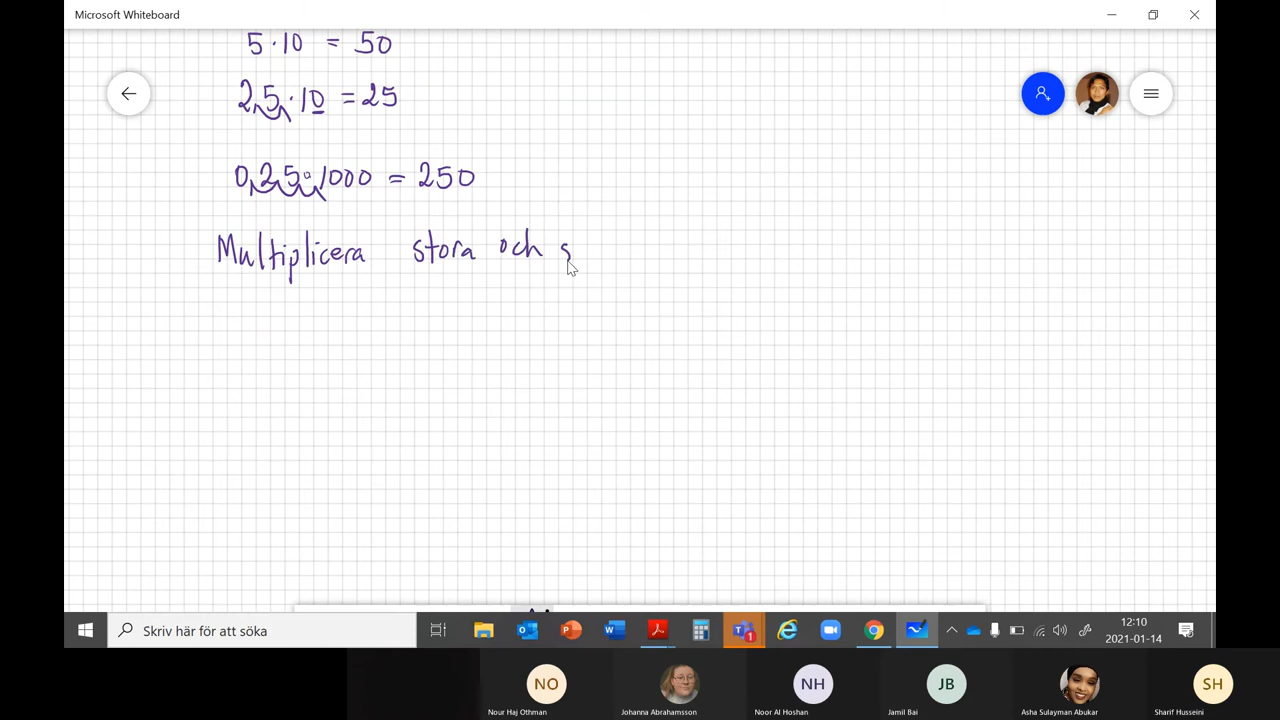 Microsoft Whiteboard
5 · 10 = 50
2,5 · 10 = 25
0,25 · 1000 = 250
Multiplicera stora och s
Skriv här för att söka
1
12:10
2021-01-14
NO
NH
JB
SH
Nour Haj Othman
Johanna Abrahamsson
Noor Al Hoshan
Jamil Bai
Asha Sulayman Abukar
Sharif Husseini